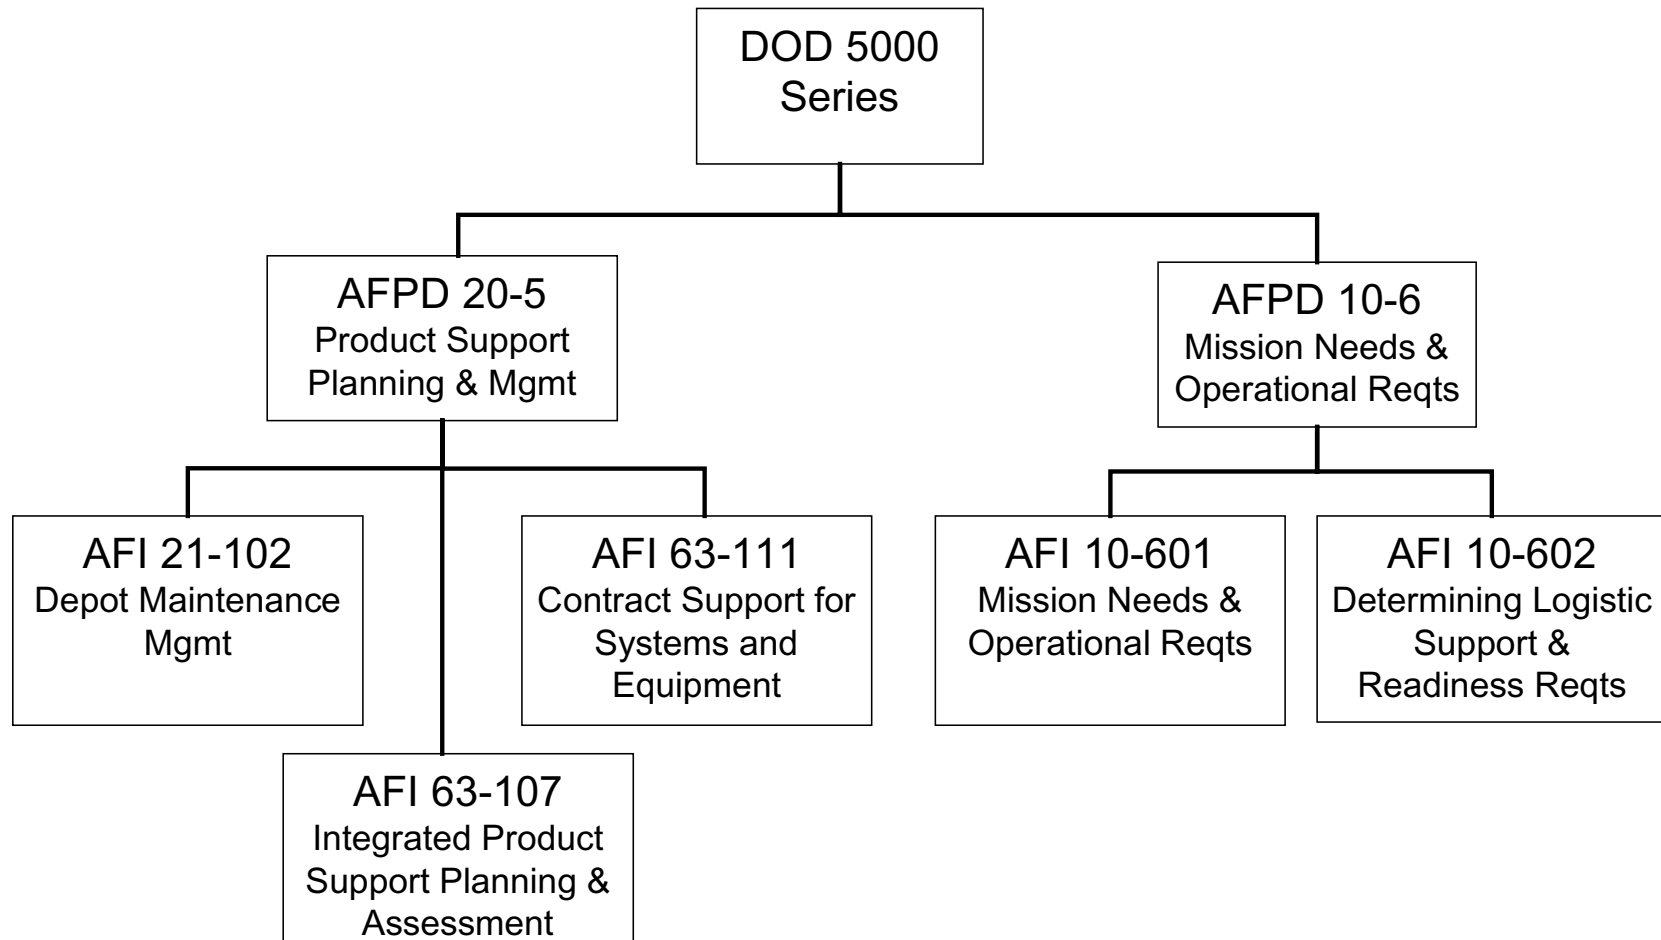 DOD 5000
Series
AFPD 20-5
Product Support
Planning & Mgmt
AFPD 10-6
Mission Needs &
Operational Reqts
AFI 21-102
Depot Maintenance
Mgmt
AFI 63-111
Contract Support for
Systems and
Equipment
AFI 10-601
Mission Needs &
Operational Reqts
AFI 10-602
Determining Logistic
Support &
Readiness Reqts
AFI 63-107
Integrated Product
Support Planning &
Assessment